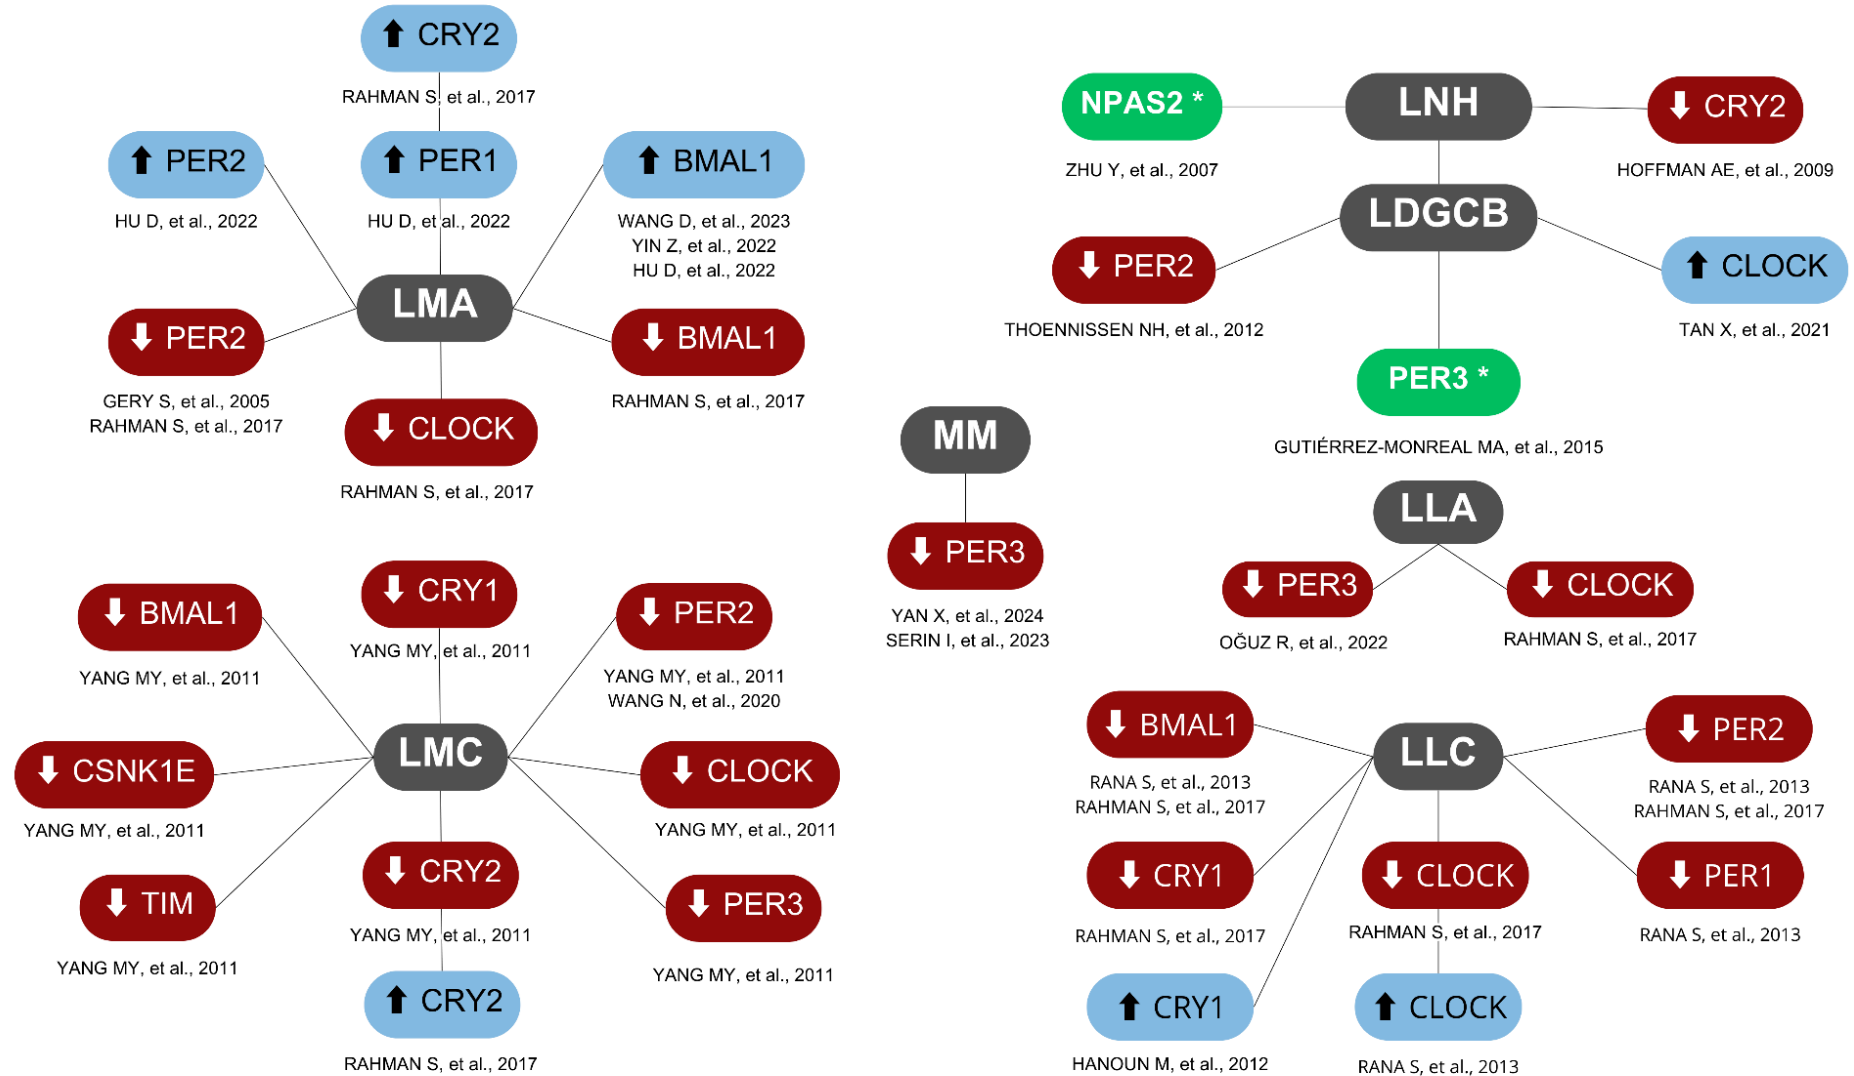 ⬆ CRY2
RAHMAN S, et al., 2017
⬆ PER2
HU D, et al., 2022
⬆ PER1
HU D, et al., 2022
⬆ BMAL1
WANG D, et al., 2023
YIN Z, et al., 2022
HU D, et al., 2022
LMA
⬇ PER2
GERY S, et al., 2005
RAHMAN S, et al., 2017
⬇ CLOCK
RAHMAN S, et al., 2017
⬇ BMAL1
RAHMAN S, et al., 2017
NPAS2 *
ZHU Y, et al., 2007
LNH
⬇ CRY2
HOFFMAN AE, et al., 2009
LDGCB
⬇ PER2
THOENNISSEN NH, et al., 2012
⬆ CLOCK
TAN X, et al., 2021
PER3 *
GUTIÉRREZ-MONREAL MA, et al., 2015
MM
⬇ PER3
YAN X, et al., 2024
SERIN I, et al., 2023
LLA
⬇ PER3
OĞUZ R, et al., 2022
⬇ CLOCK
RAHMAN S, et al., 2017
⬇ BMAL1
YANG MY, et al., 2011
⬇ CRY1
YANG MY, et al., 2011
⬇ PER2
YANG MY, et al., 2011
WANG N, et al., 2020
LMC
⬇ CSNK1E
YANG MY, et al., 2011
⬇ CLOCK
YANG MY, et al., 2011
⬇ TIM
YANG MY, et al., 2011
⬇ CRY2
YANG MY, et al., 2011
⬇ PER3
YANG MY, et al., 2011
⬆ CRY2
RAHMAN S, et al., 2017
⬇ BMAL1
RANA S, et al., 2013
RAHMAN S, et al., 2017
LLC
⬇ PER2
RANA S, et al., 2013
RAHMAN S, et al., 2017
⬇ CRY1
RAHMAN S, et al., 2017
⬇ CLOCK
RAHMAN S, et al., 2017
⬇ PER1
RANA S, et al., 2013
⬆ CRY1
HANOUN M, et al., 2012
⬆ CLOCK
RANA S, et al., 2013